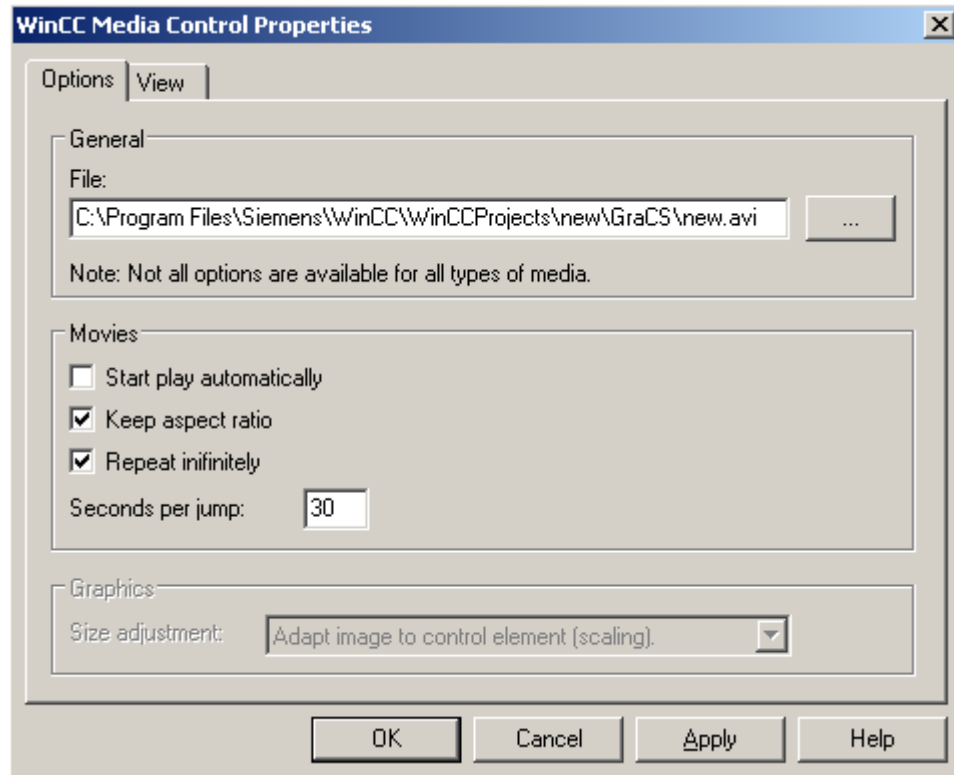 WinCC Media Control Properties
Options View
General
File:
C:\Program Files\Siemens\WinCC\WinCCProjects\new\GraCS\new.avi ...
Note: Not all options are available for all types of media.
Movies
Start play automatically
Keep aspect ratio
Repeat inifinitely
Seconds per jump: 30
Graphics
Size adjustment: Adapt image to control element (scaling).
OK Cancel Apply Help